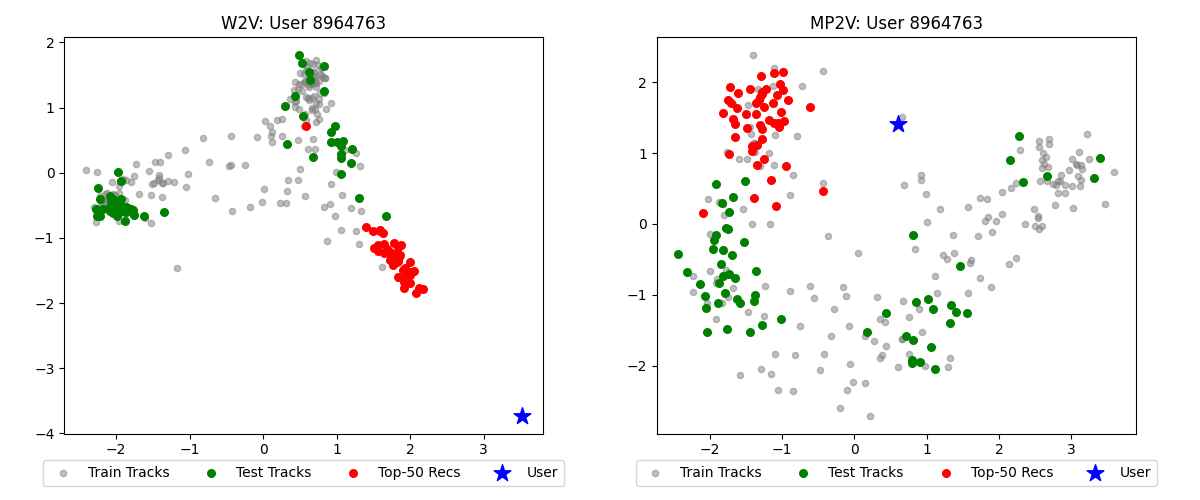 W2V: User 8964763
2
1
0
−1
−2
−3
−4
−2
−1
0
1
2
3
Train Tracks
Test Tracks
Top-50 Recs
User
MP2V: User 8964763
2
1
0
−1
−2
−2
−1
0
1
2
3
Train Tracks
Test Tracks
Top-50 Recs
User